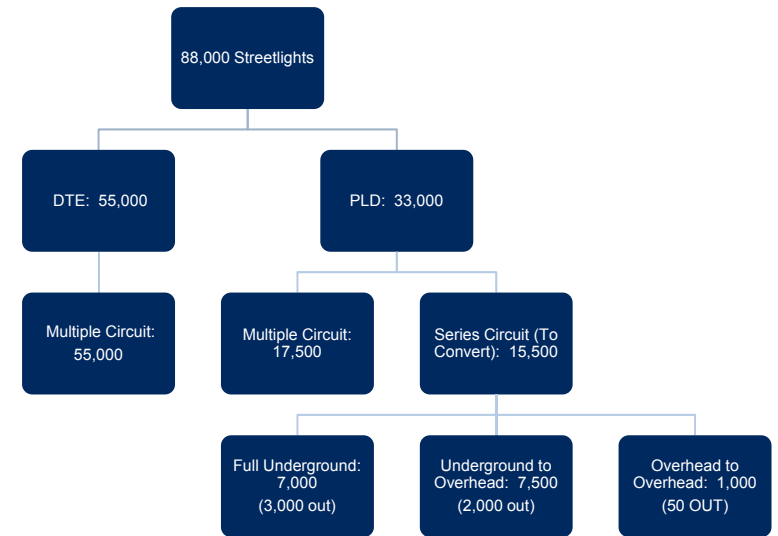 88,000 Streetlights
DTE: 55,000
PLD: 33,000
Multiple Circuit:
55,000
Multiple Circuit:
17,500
Series Circuit (To
Convert): 15,500
Full Underground:
7,000
(3,000 out)
Underground to
Overhead: 7,500
(2,000 out)
Overhead to
Overhead: 1,000
(50 OUT)